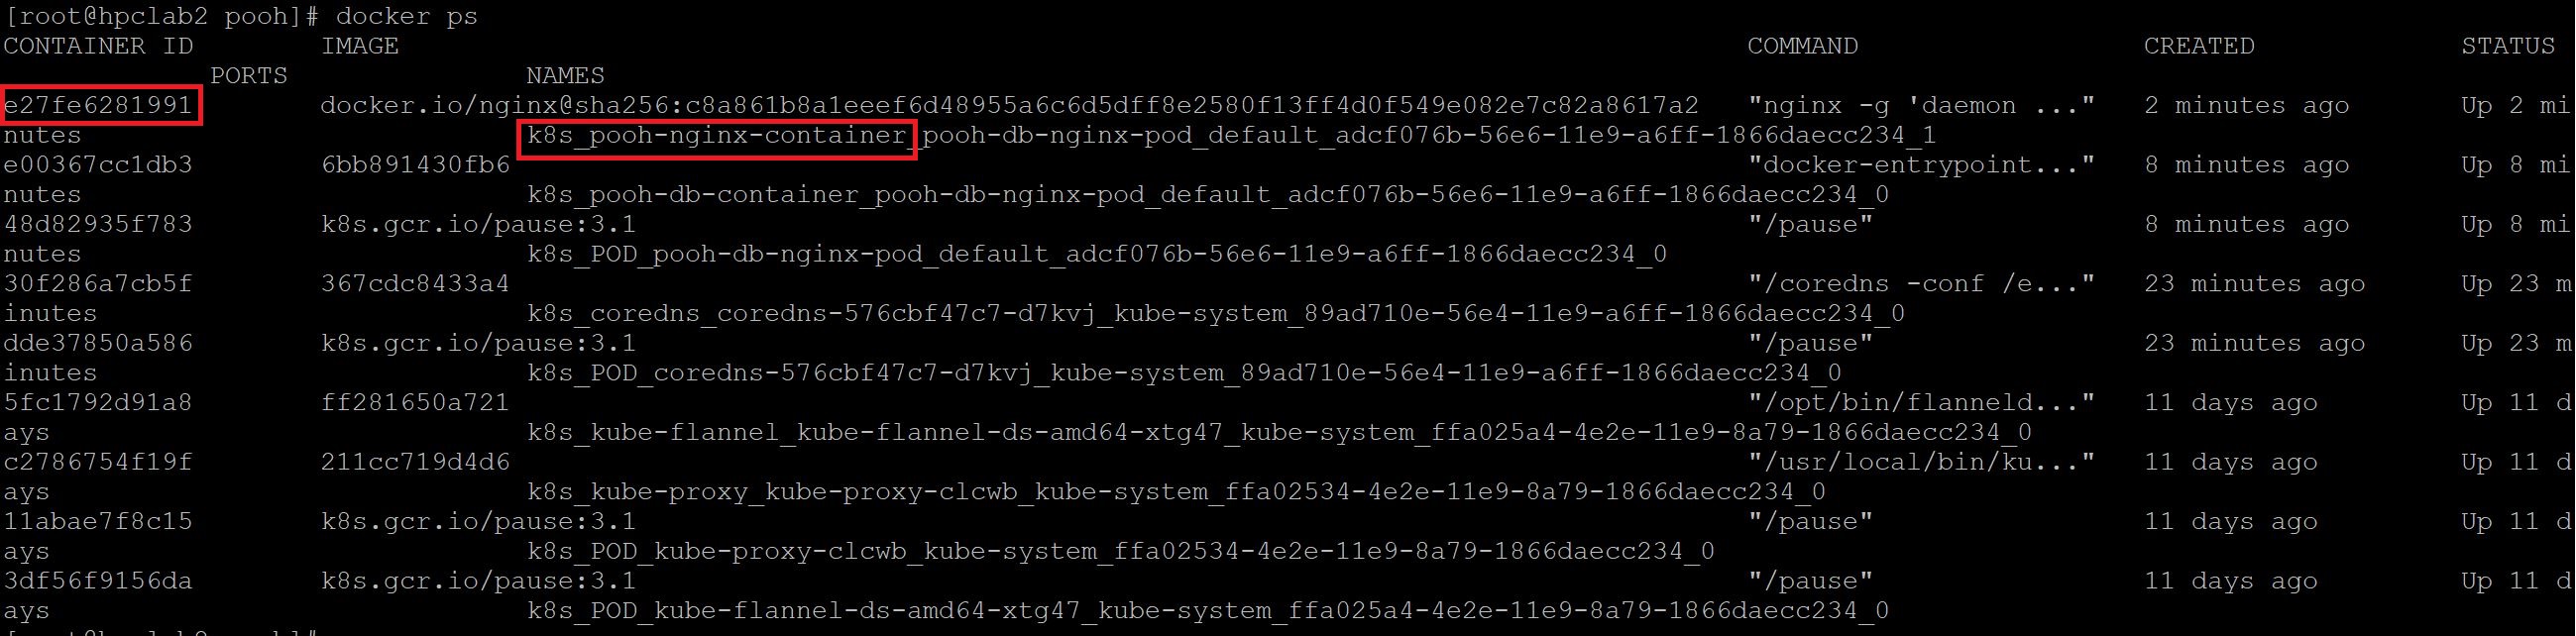 [root@hpclab2 pooh]# docker ps
CONTAINER ID        IMAGE                                                                                     COMMAND                  CREATED             STATUS
             PORTS               NAMES
e27fe6281991        docker.io/nginx@sha256:c8a861b8a1eeef6d48955a6c6d5dff8e2580f13ff4d0f549e082e7c82a8617a2   "nginx -g 'daemon ..."   2 minutes ago       Up 2 mi
nutes                            k8s_pooh-nginx-container_pooh-db-nginx-pod_default_adcf076b-56e6-11e9-a6ff-1866daecc234_1
e00367cc1db3        6bb891430fb6                                                                              "docker-entrypoint..."   8 minutes ago       Up 8 mi
nutes                            k8s_pooh-db-container_pooh-db-nginx-pod_default_adcf076b-56e6-11e9-a6ff-1866daecc234_0
48d82935f783        k8s.gcr.io/pause:3.1                                                                      "/pause"                 8 minutes ago       Up 8 mi
nutes                            k8s_POD_pooh-db-nginx-pod_default_adcf076b-56e6-11e9-a6ff-1866daecc234_0
30f286a7cb5f        367cdc8433a4                                                                              "/coredns -conf /e..."   23 minutes ago      Up 23 m
inutes                           k8s_coredns_coredns-576cbf47c7-d7kvj_kube-system_89ad710e-56e4-11e9-a6ff-1866daecc234_0
dde37850a586        k8s.gcr.io/pause:3.1                                                                      "/pause"                 23 minutes ago      Up 23 m
inutes                           k8s_POD_coredns-576cbf47c7-d7kvj_kube-system_89ad710e-56e4-11e9-a6ff-1866daecc234_0
5fc1792d91a8        ff281650a721                                                                              "/opt/bin/flanneld..."   11 days ago         Up 11 d
ays                              k8s_kube-flannel_kube-flannel-ds-amd64-xtg47_kube-system_ffa025a4-4e2e-11e9-8a79-1866daecc234_0
c2786754f19f        211cc719d4d6                                                                              "/usr/local/bin/ku..."   11 days ago         Up 11 d
ays                              k8s_kube-proxy_kube-proxy-clcwb_kube-system_ffa02534-4e2e-11e9-8a79-1866daecc234_0
11abae7f8c15        k8s.gcr.io/pause:3.1                                                                      "/pause"                 11 days ago         Up 11 d
ays                              k8s_POD_kube-proxy-clcwb_kube-system_ffa02534-4e2e-11e9-8a79-1866daecc234_0
3df56f9156da        k8s.gcr.io/pause:3.1                                                                      "/pause"                 11 days ago         Up 11 d
ays                              k8s_POD_kube-flannel-ds-amd64-xtg47_kube-system_ffa025a4-4e2e-11e9-8a79-1866daecc234_0
[root@hpclab2 pooh]#